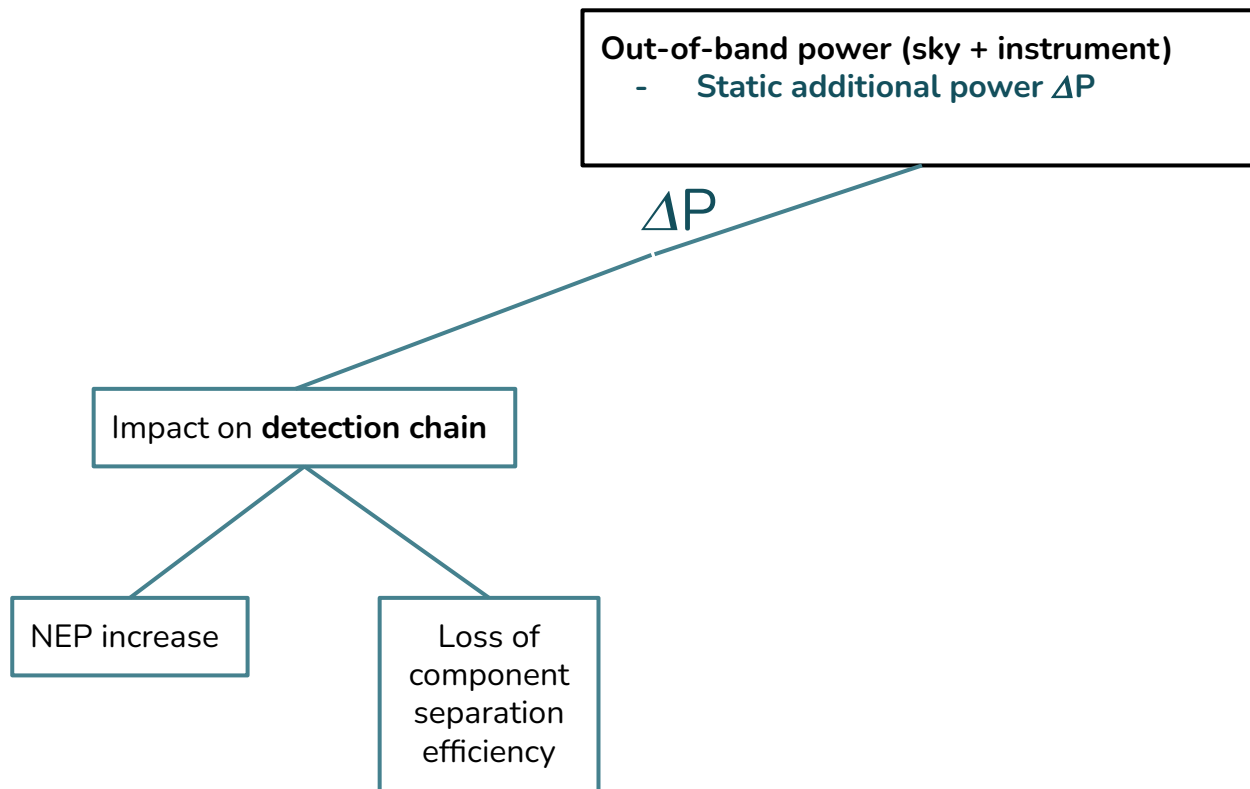 Out-of-band power (sky + instrument)
- Static additional power ΔP
ΔP
Impact on detection chain
NEP increase
Loss of
component
separation
efficiency